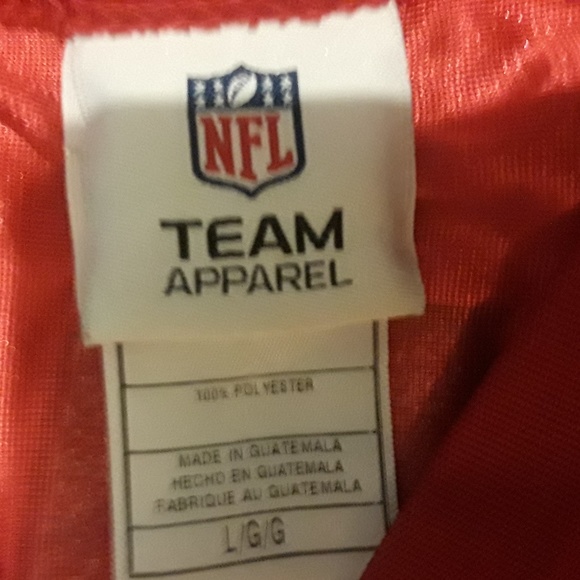 NFL
TEAM
APPAREL
100% POLYESTER
MADE IN GUATEMALA
HECHO EN GUATEMALA
FABRIQUE AU GUATEMALA
L/G/G